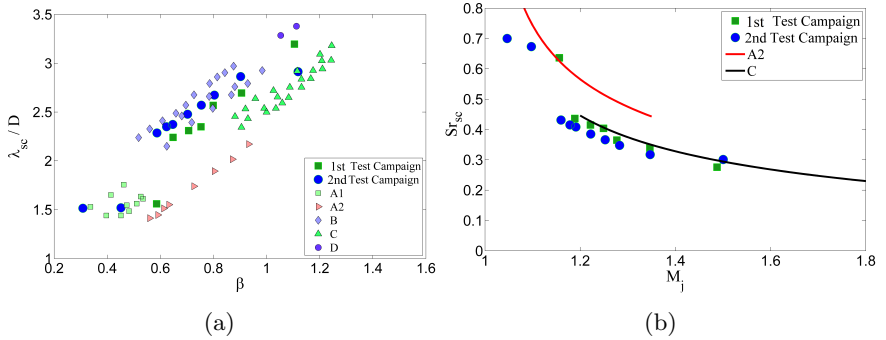 3.5
3
2.5
2
1.5
1
0.2
0.4
0.6
0.8
1
1.2
1.4
1.6
λsc / D
β
1st Test Campaign
2nd Test Campaign
A1
A2
B
C
D
(a)
0.8
0.7
0.6
0.5
0.4
0.3
0.2
0.1
0
1
1.2
1.4
1.6
1.8
Srsc
Mj
1st Test Campaign
2nd Test Campaign
A2
C
(b)